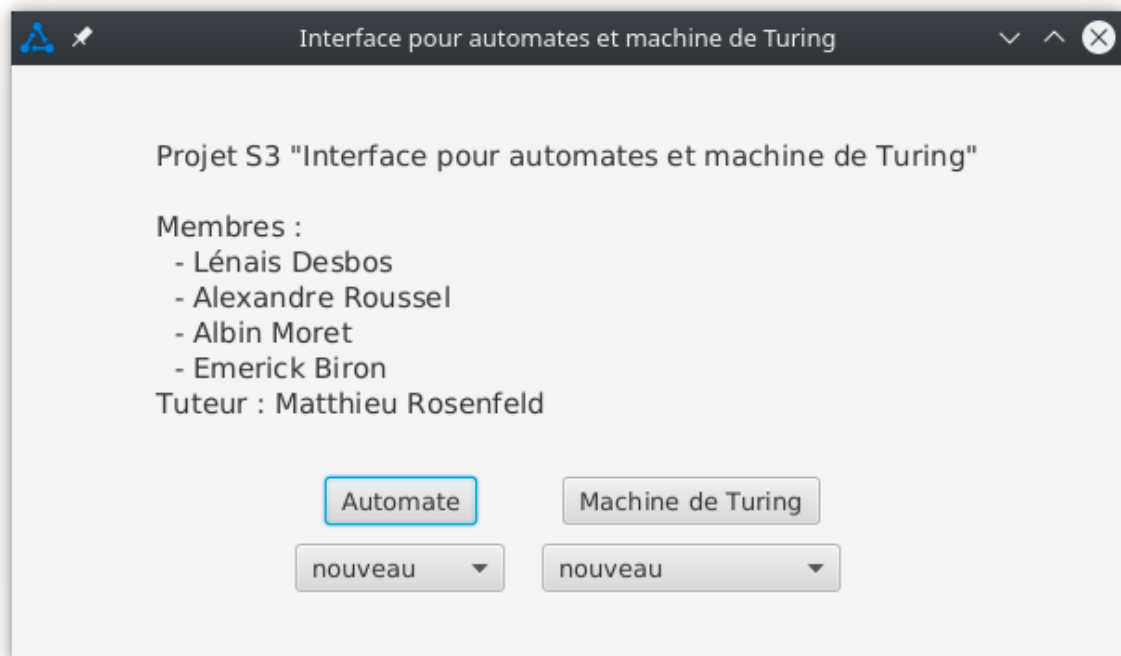 Interface pour automates et machine de Turing
Projet S3 "Interface pour automates et machine de Turing"
Membres :
- Lénais Desbos
- Alexandre Roussel
- Albin Moret
- Emerick Biron
Tuteur : Matthieu Rosenfeld
Automate Machine de Turing
nouveau nouveau